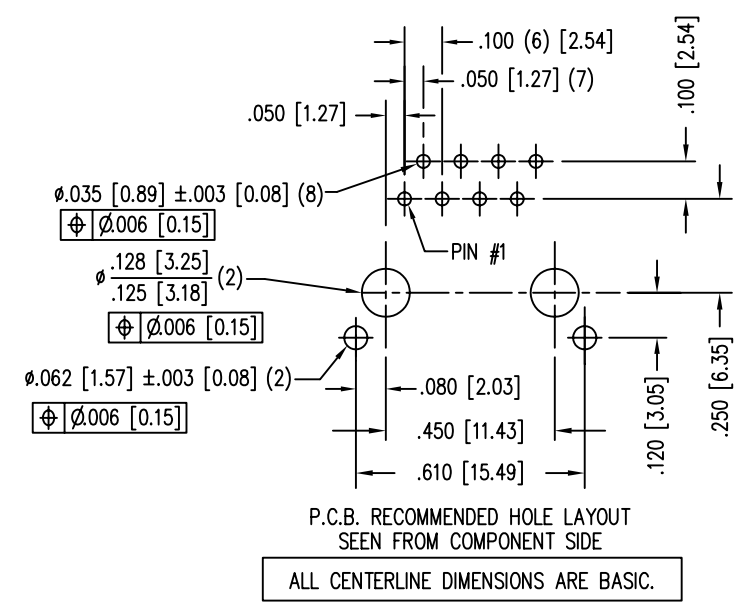 .100 (6) [2.54]
.050 [1.27] (7)
.050 [1.27]
.100 [2.54]
ø.035 [0.89] ±.003 [0.08] (8)
⌖ Ø.006 [0.15]
PIN #1
ø .128 [3.25] (2)
.125 [3.18]
⌖ Ø.006 [0.15]
ø.062 [1.57] ±.003 [0.08] (2)
⌖ Ø.006 [0.15]
.080 [2.03]
.450 [11.43]
.610 [15.49]
.120 [3.05]
.250 [6.35]
P.C.B. RECOMMENDED HOLE LAYOUT
SEEN FROM COMPONENT SIDE
ALL CENTERLINE DIMENSIONS ARE BASIC.